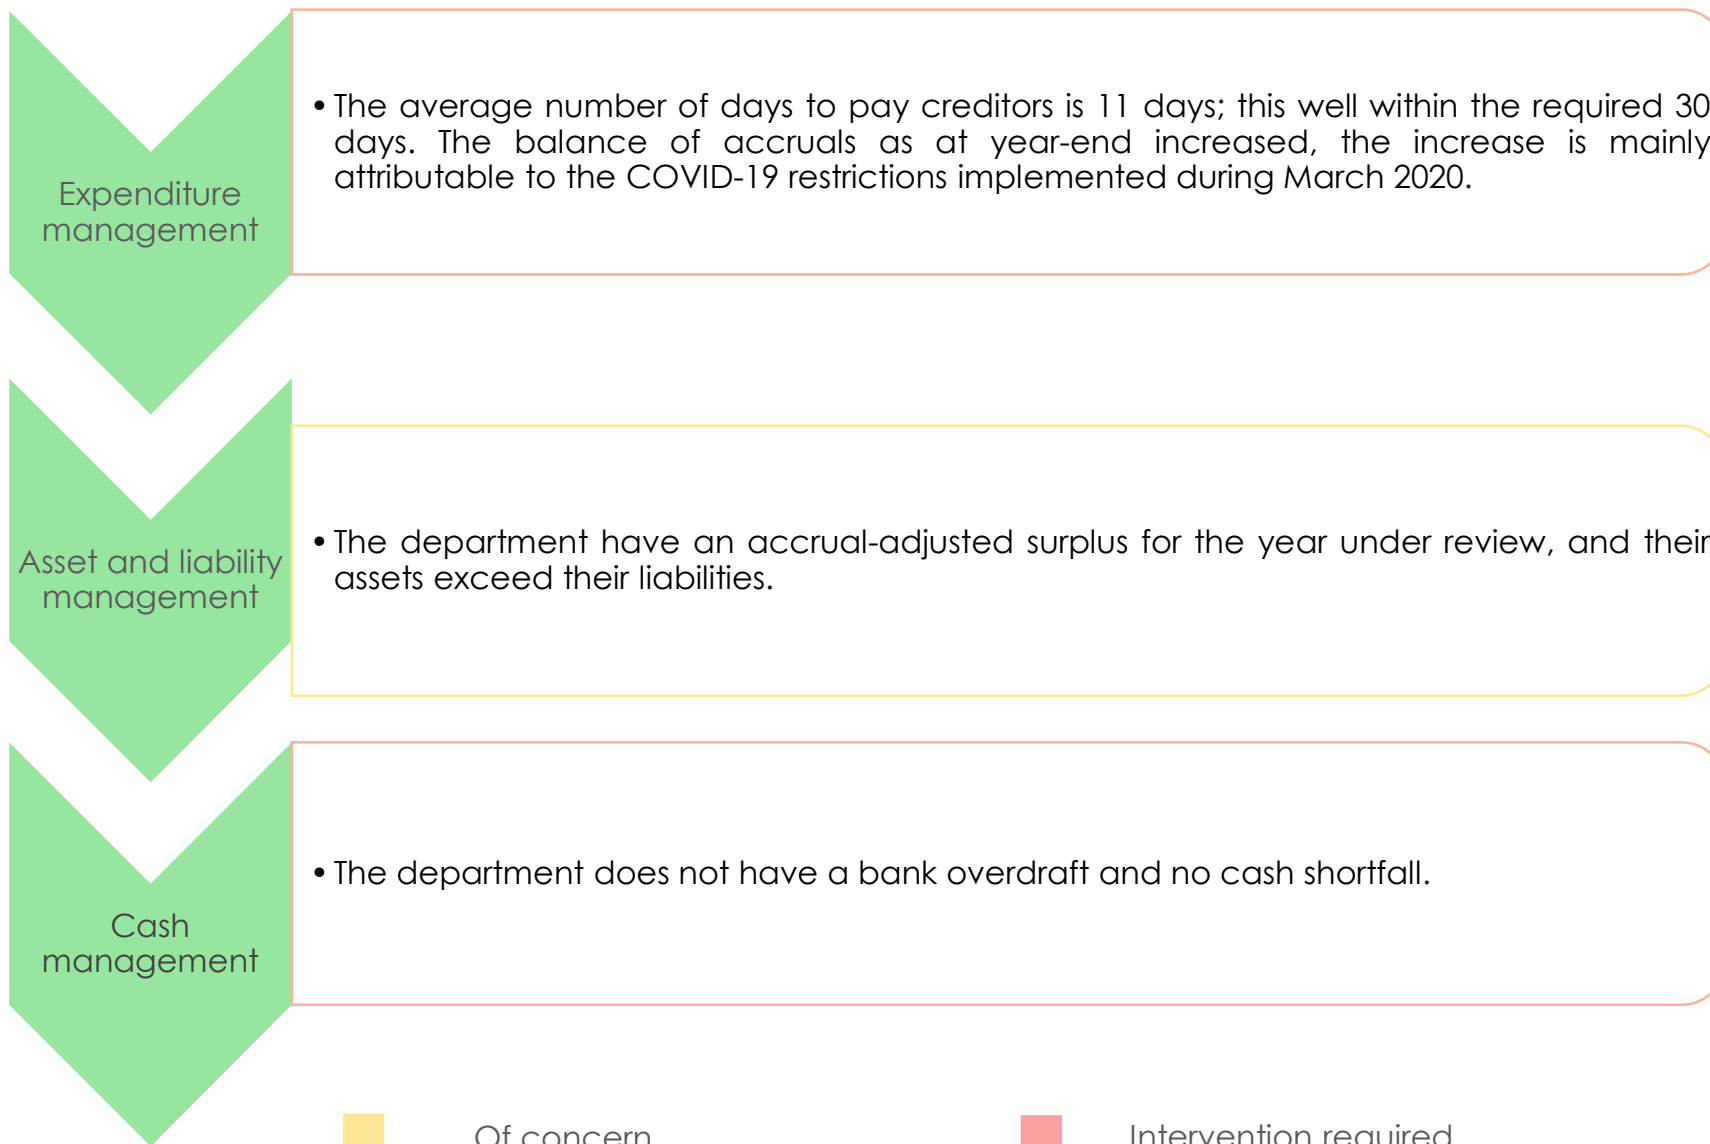 Expenditure
management
• The average number of days to pay creditors is 11 days; this well within the required 30
days. The balance of accruals as at year-end increased, the increase is mainly
attributable to the COVID-19 restrictions implemented during March 2020.
Asset and liability
management
• The department have an accrual-adjusted surplus for the year under review, and their
assets exceed their liabilities.
Cash
management
• The department does not have a bank overdraft and no cash shortfall.
Of concern
Intervention required